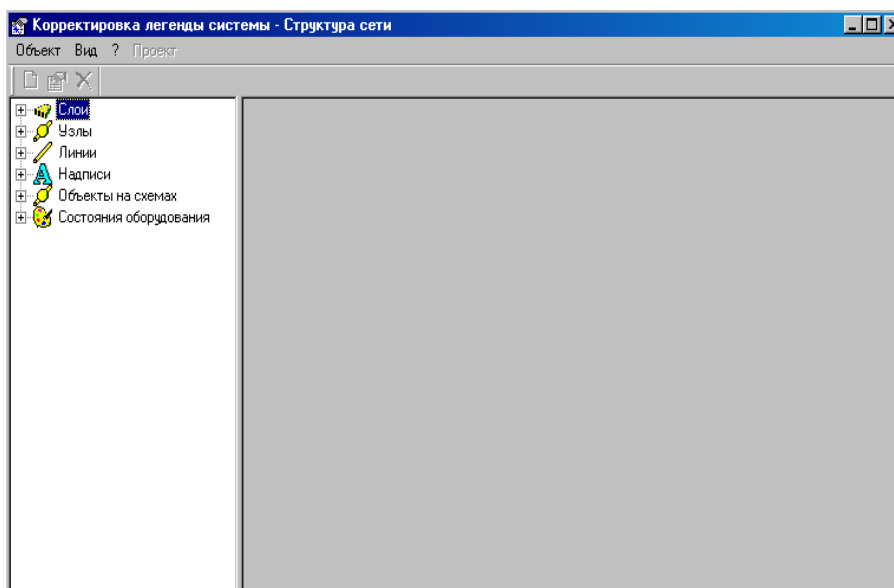 Корректировка легенды системы - Структура сети
Объект Вид ? Проект
Слои
Узлы
Линии
Надписи
Объекты на схемах
Состояния оборудования